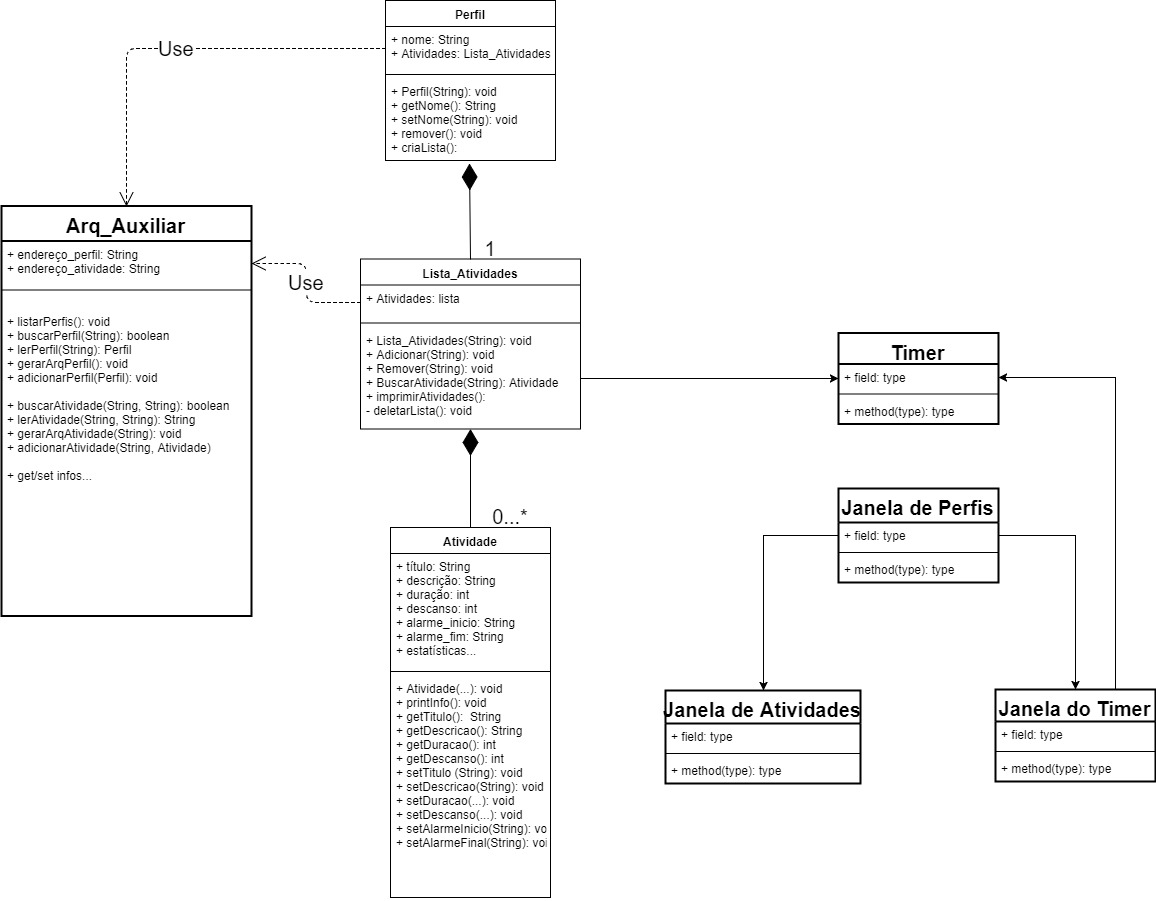 Perfil
+ nome: String
+ Atividades: Lista_Atividades
+ Perfil(String): void
+ getNome(): String
+ setNome(String): void
+ remover(): void
+ criaLista():
Use
Arq_Auxiliar
+ endereço_perfil: String
+ endereço_atividade: String
+ listarPerfis(): void
+ buscarPerfil(String): boolean
+ lerPerfil(String): Perfil
+ gerarArqPerfil(): void
+ adicionarPerfil(Perfil): void
+ buscarAtividade(String, String): boolean
+ lerAtividade(String, String): String
+ gerarArqAtividade(String): void
+ adicionarAtividade(String, Atividade)
+ get/set infos...
Use
1
Lista_Atividades
+ Atividades: lista
+ Lista_Atividades(String): void
+ Adicionar(String): void
+ Remover(String): void
+ BuscarAtividade(String): Atividade
+ imprimirAtividades():
- deletarLista(): void
0...*
Atividade
+ título: String
+ descrição: String
+ duração: int
+ descanso: int
+ alarme_inicio: String
+ alarme_fim: String
+ estatísticas...
+ Atividade(...): void
+ printInfo(): void
+ getTitulo():  String
+ getDescricao(): String
+ getDuracao(): int
+ getDescanso(): int
+ setTitulo (String): void
+ setDescricao(String): void
+ setDuracao(...): void
+ setDescanso(...): void
+ setAlarmeInicio(String): vo
+ setAlarmeFinal(String): voi
Timer
+ field: type
+ method(type): type
Janela de Perfis
+ field: type
+ method(type): type
Janela de Atividades
+ field: type
+ method(type): type
Janela do Timer
+ field: type
+ method(type): type